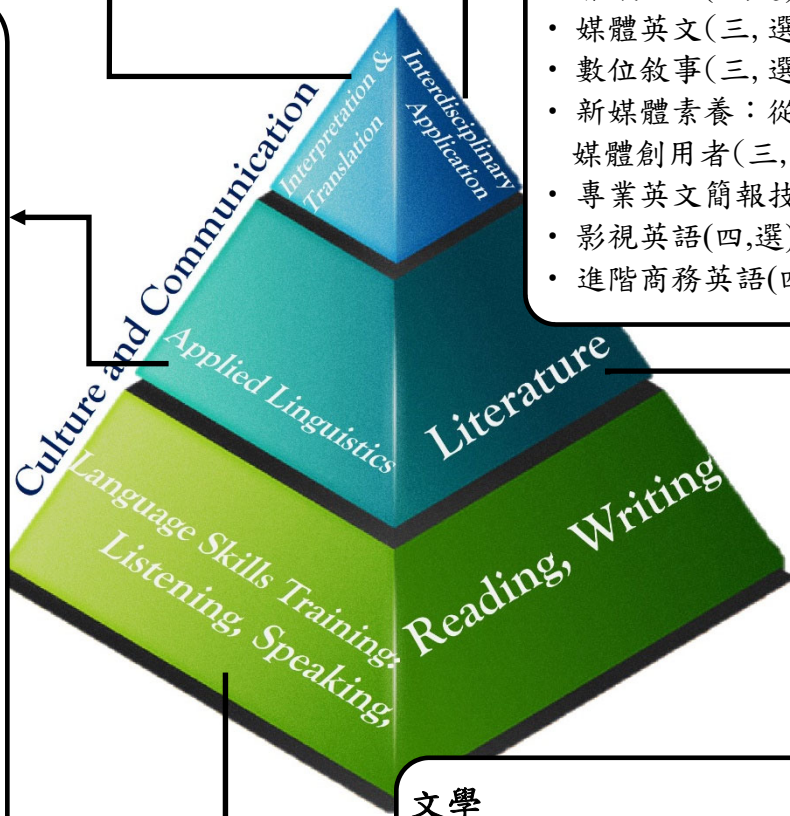 ・媒體英文(三, 選
・數位敘事(三, 選
・新媒體素養：從
媒體創用者(三,
・專業英文簡報技
・影視英語(四,選)
・進階商務英語(四
Culture and Communication
Interpretation &
Translation
Interdisciplinary
Application
Applied Linguistics
Literature
Language Skills Training:
Listening, Speaking,
Reading, Writing
文學